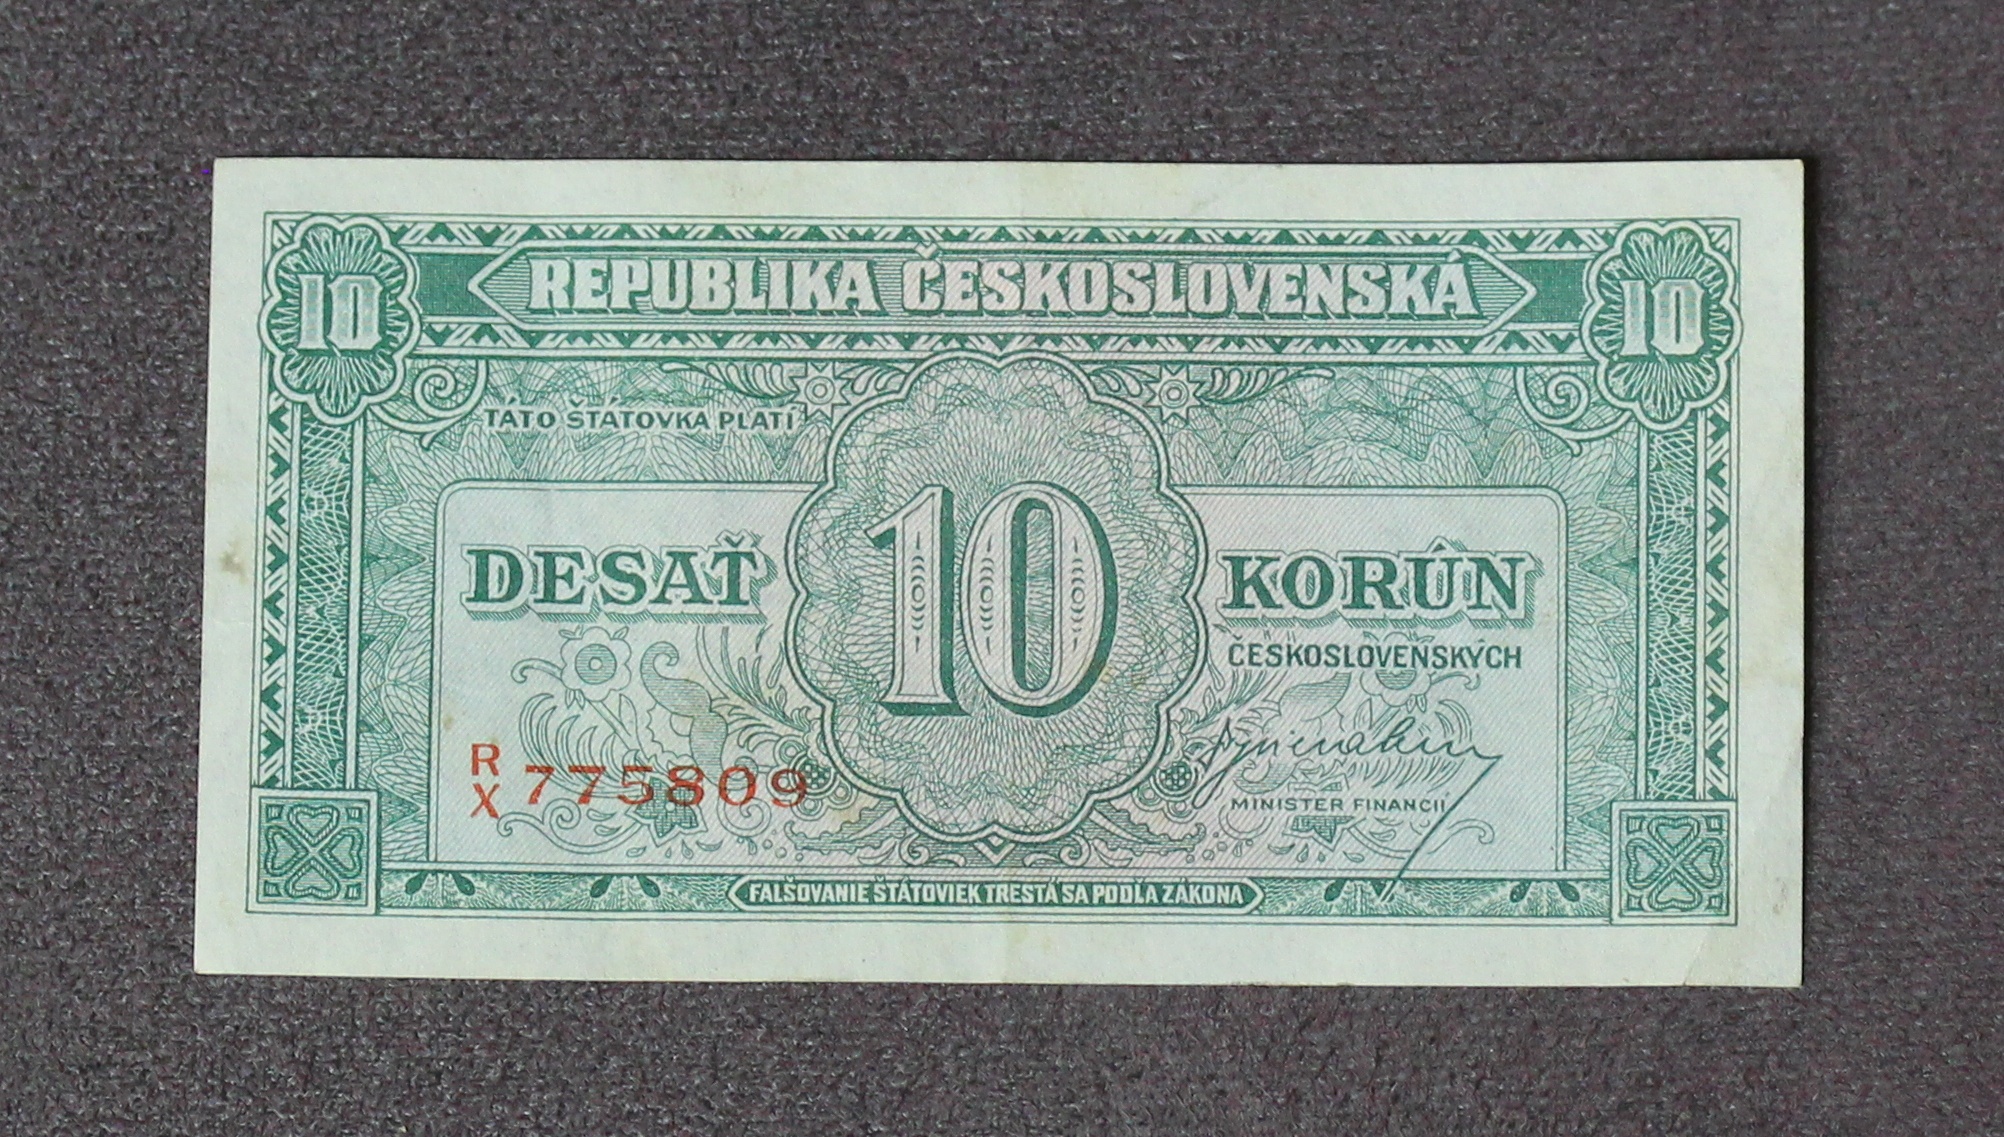 10 REPUBLIKA ČESKOSLOVENSKÁ 10
TÁTO ŠTÁTOVKA PLATÍ
DESAŤ 10 KORÚN
ČESKOSLOVENSKÝCH
R
X 775809
MINISTER FINANCIÍ
FALŠOVANIE ŠTÁTOVIEK TRESTÁ SA PODĽA ZÁKONA